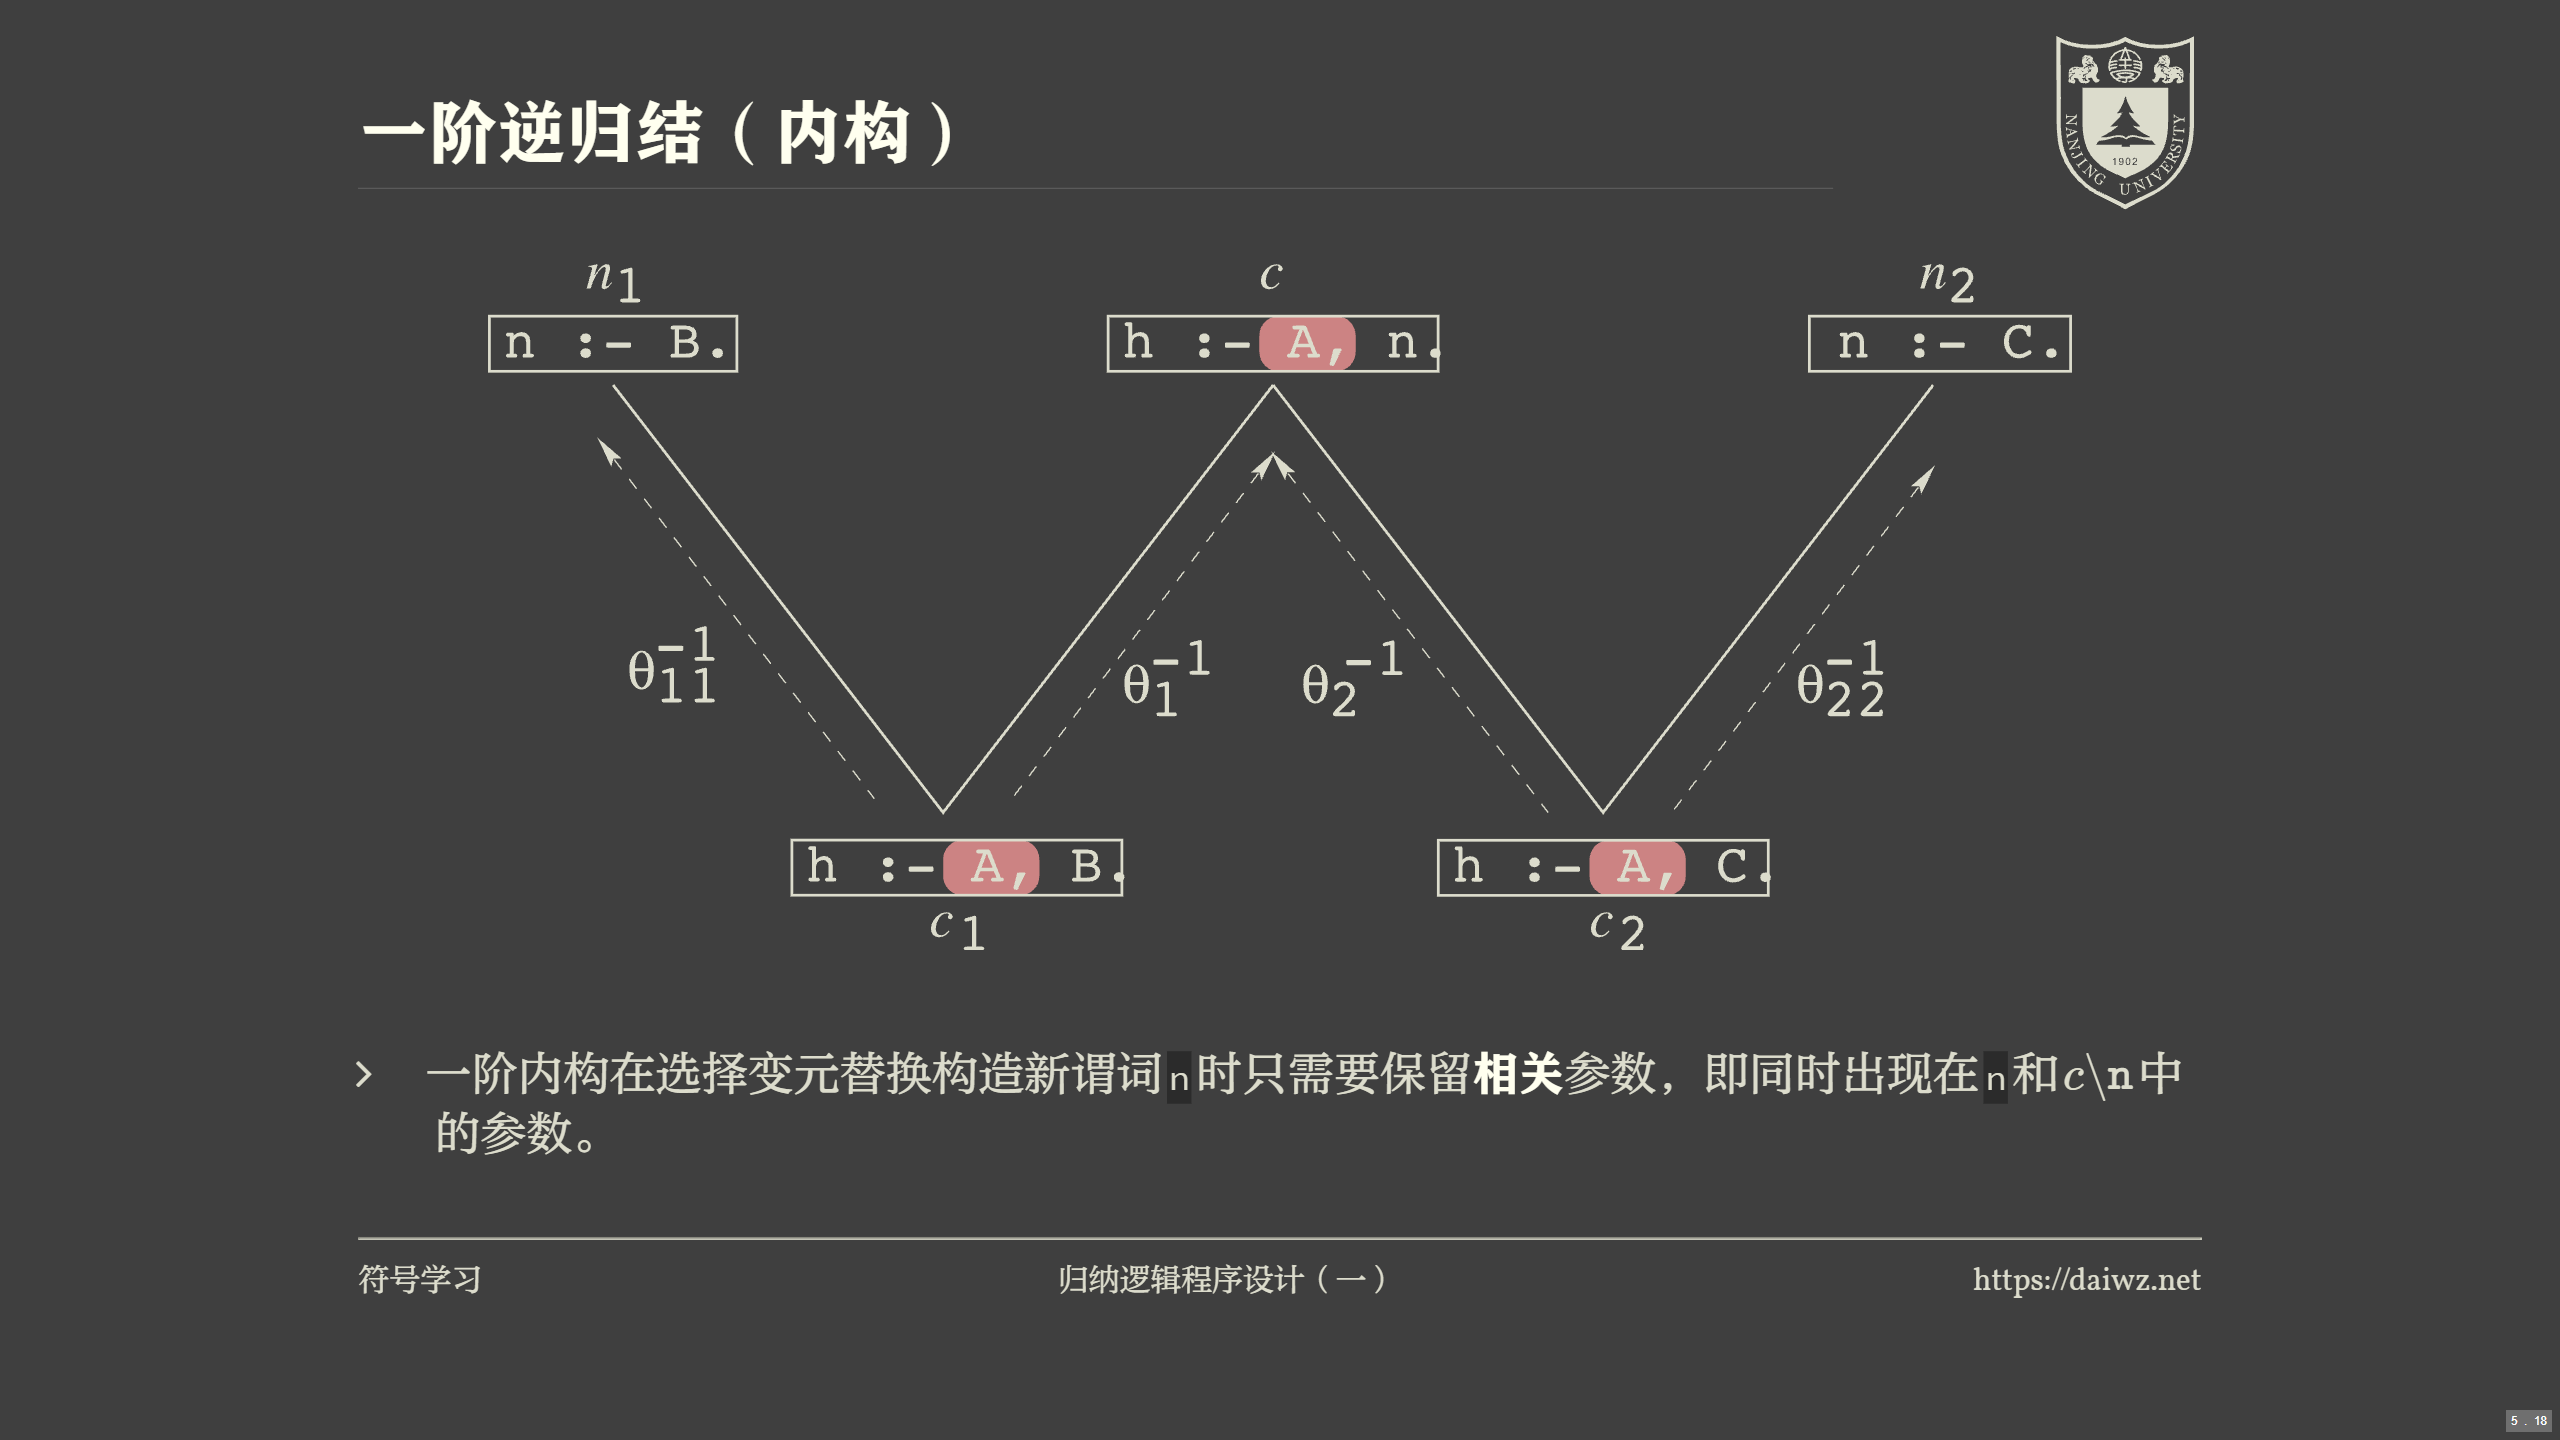 一阶逆归结（内构）
NANJING UNIVERSITY
1902
n1
c
n2
n :- B.
h :- A, n.
n :- C.
θ11^-1
θ1^-1
θ2^-1
θ22^-1
h :- A, B.
h :- A, C.
c1
c2
一阶内构在选择变元替换构造新谓词n时只需要保留相关参数，即同时出现在n和c\n中
的参数。
符号学习
归纳逻辑程序设计（一）
https://daiwz.net
5 . 18